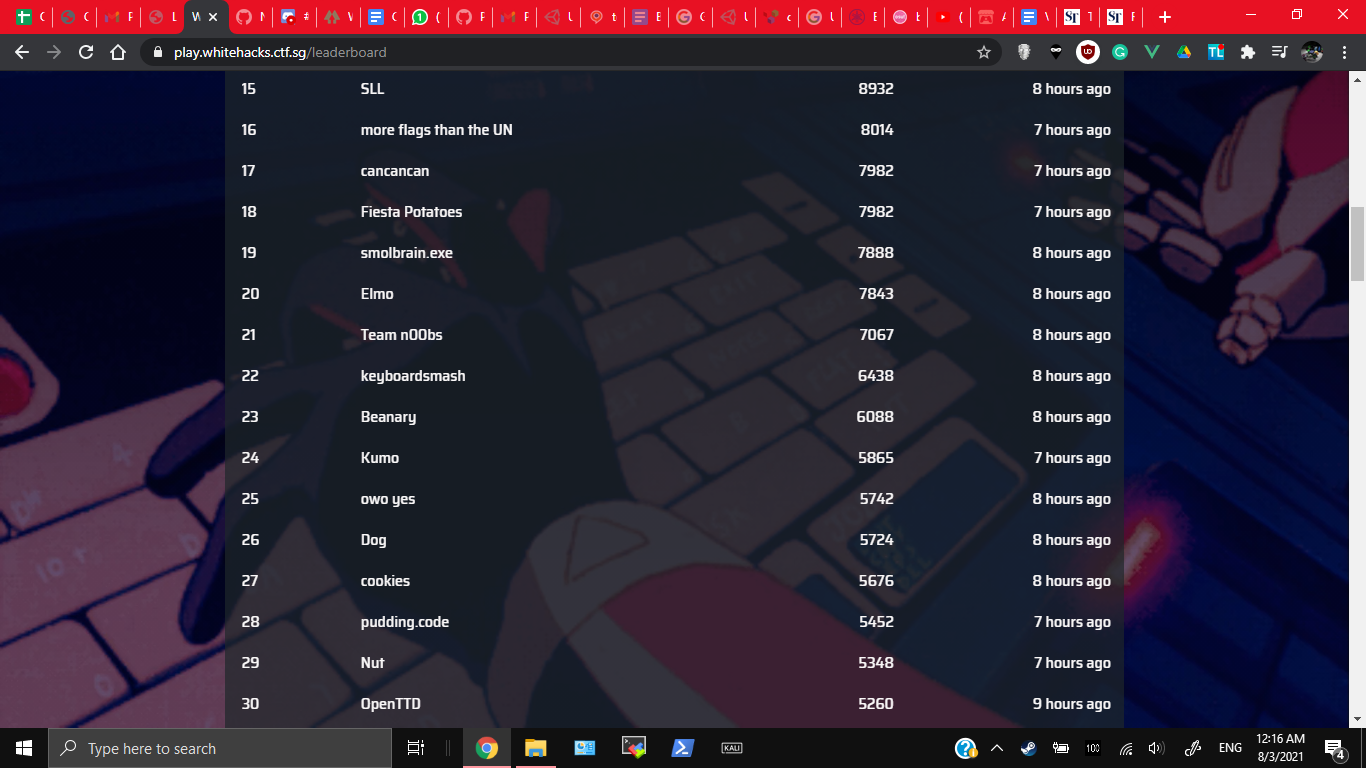 play.whitehacks.ctf.sg/leaderboard
15 SLL 8932 8 hours ago
16 more flags than the UN 8014 7 hours ago
17 cancancan 7982 7 hours ago
18 Fiesta Potatoes 7982 7 hours ago
19 smolbrain.exe 7888 8 hours ago
20 Elmo 7843 8 hours ago
21 Team n00bs 7067 8 hours ago
22 keyboardsmash 6438 8 hours ago
23 Beanary 6088 8 hours ago
24 Kumo 5865 7 hours ago
25 owo yes 5742 8 hours ago
26 Dog 5724 8 hours ago
27 cookies 5676 8 hours ago
28 pudding.code 5452 7 hours ago
29 Nut 5348 7 hours ago
30 OpenTTD 5260 9 hours ago
Type here to search
KALI
100
ENG
12:16 AM
8/3/2021
4